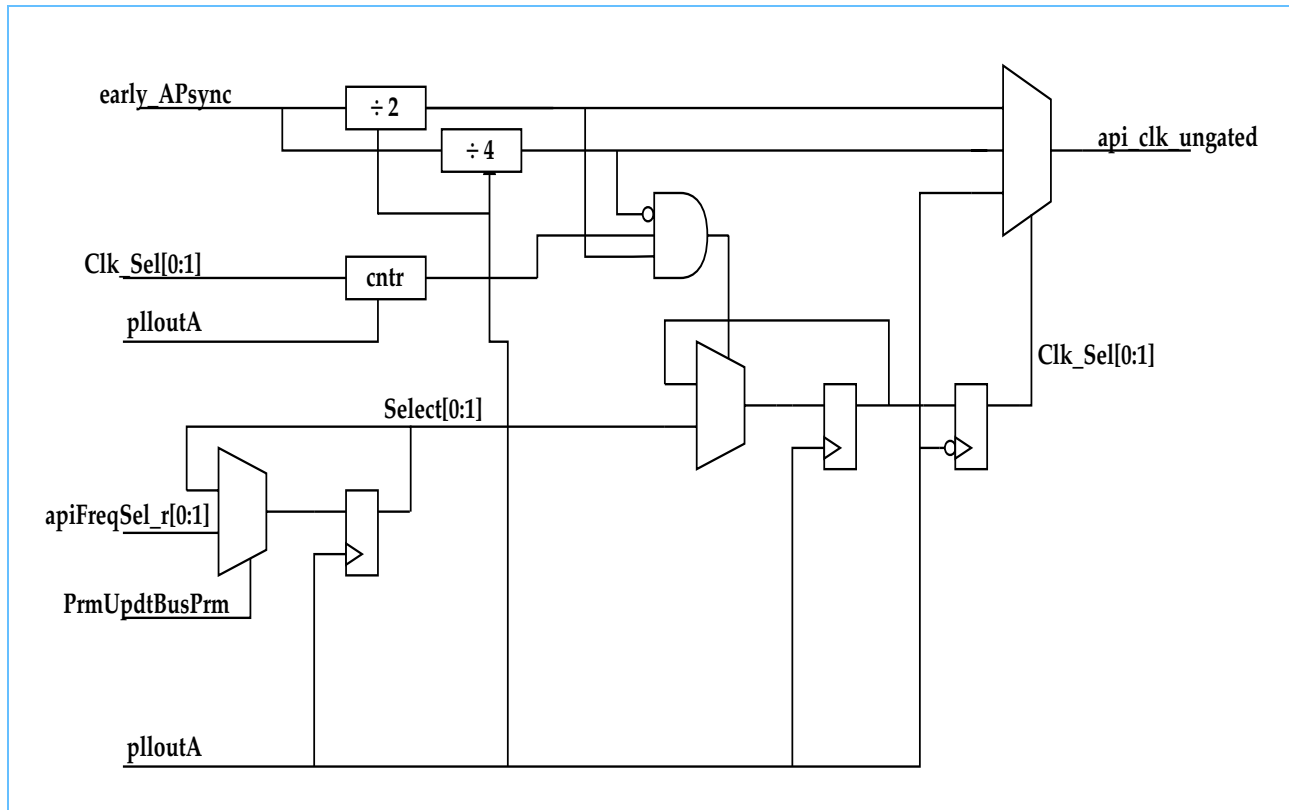 early_APsync
÷ 2
api_clk_ungated
÷ 4
Clk_Sel[0:1]
cntr
plloutA
Clk_Sel[0:1]
Select[0:1]
apiFreqSel_r[0:1]
PrmUpdtBusPrm
plloutA